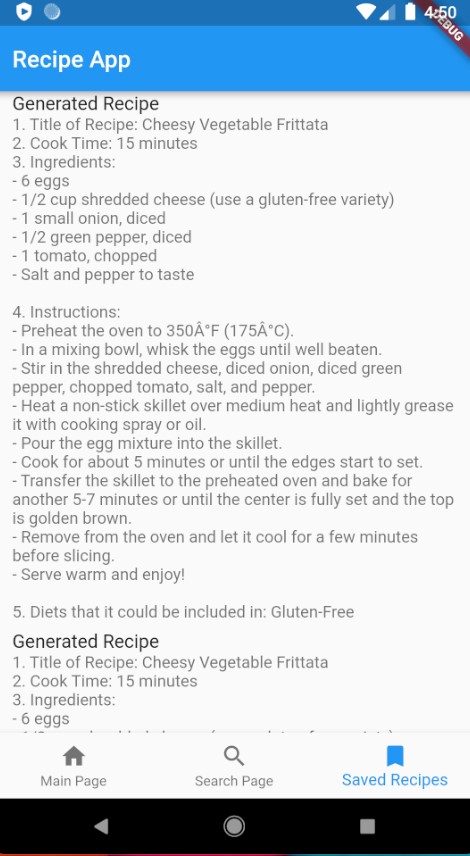 4:50
DEBUG
Recipe App
Generated Recipe
1. Title of Recipe: Cheesy Vegetable Frittata
2. Cook Time: 15 minutes
3. Ingredients:
- 6 eggs
- 1/2 cup shredded cheese (use a gluten-free variety)
- 1 small onion, diced
- 1/2 green pepper, diced
- 1 tomato, chopped
- Salt and pepper to taste
4. Instructions:
- Preheat the oven to 350Â°F (175Â°C).
- In a mixing bowl, whisk the eggs until well beaten.
- Stir in the shredded cheese, diced onion, diced green
pepper, chopped tomato, salt, and pepper.
- Heat a non-stick skillet over medium heat and lightly grease
it with cooking spray or oil.
- Pour the egg mixture into the skillet.
- Cook for about 5 minutes or until the edges start to set.
- Transfer the skillet to the preheated oven and bake for
another 5-7 minutes or until the center is fully set and the top
is golden brown.
- Remove from the oven and let it cool for a few minutes
before slicing.
- Serve warm and enjoy!
5. Diets that it could be included in: Gluten-Free
Generated Recipe
1. Title of Recipe: Cheesy Vegetable Frittata
2. Cook Time: 15 minutes
3. Ingredients:
- 6 eggs
Main Page
Search Page
Saved Recipes